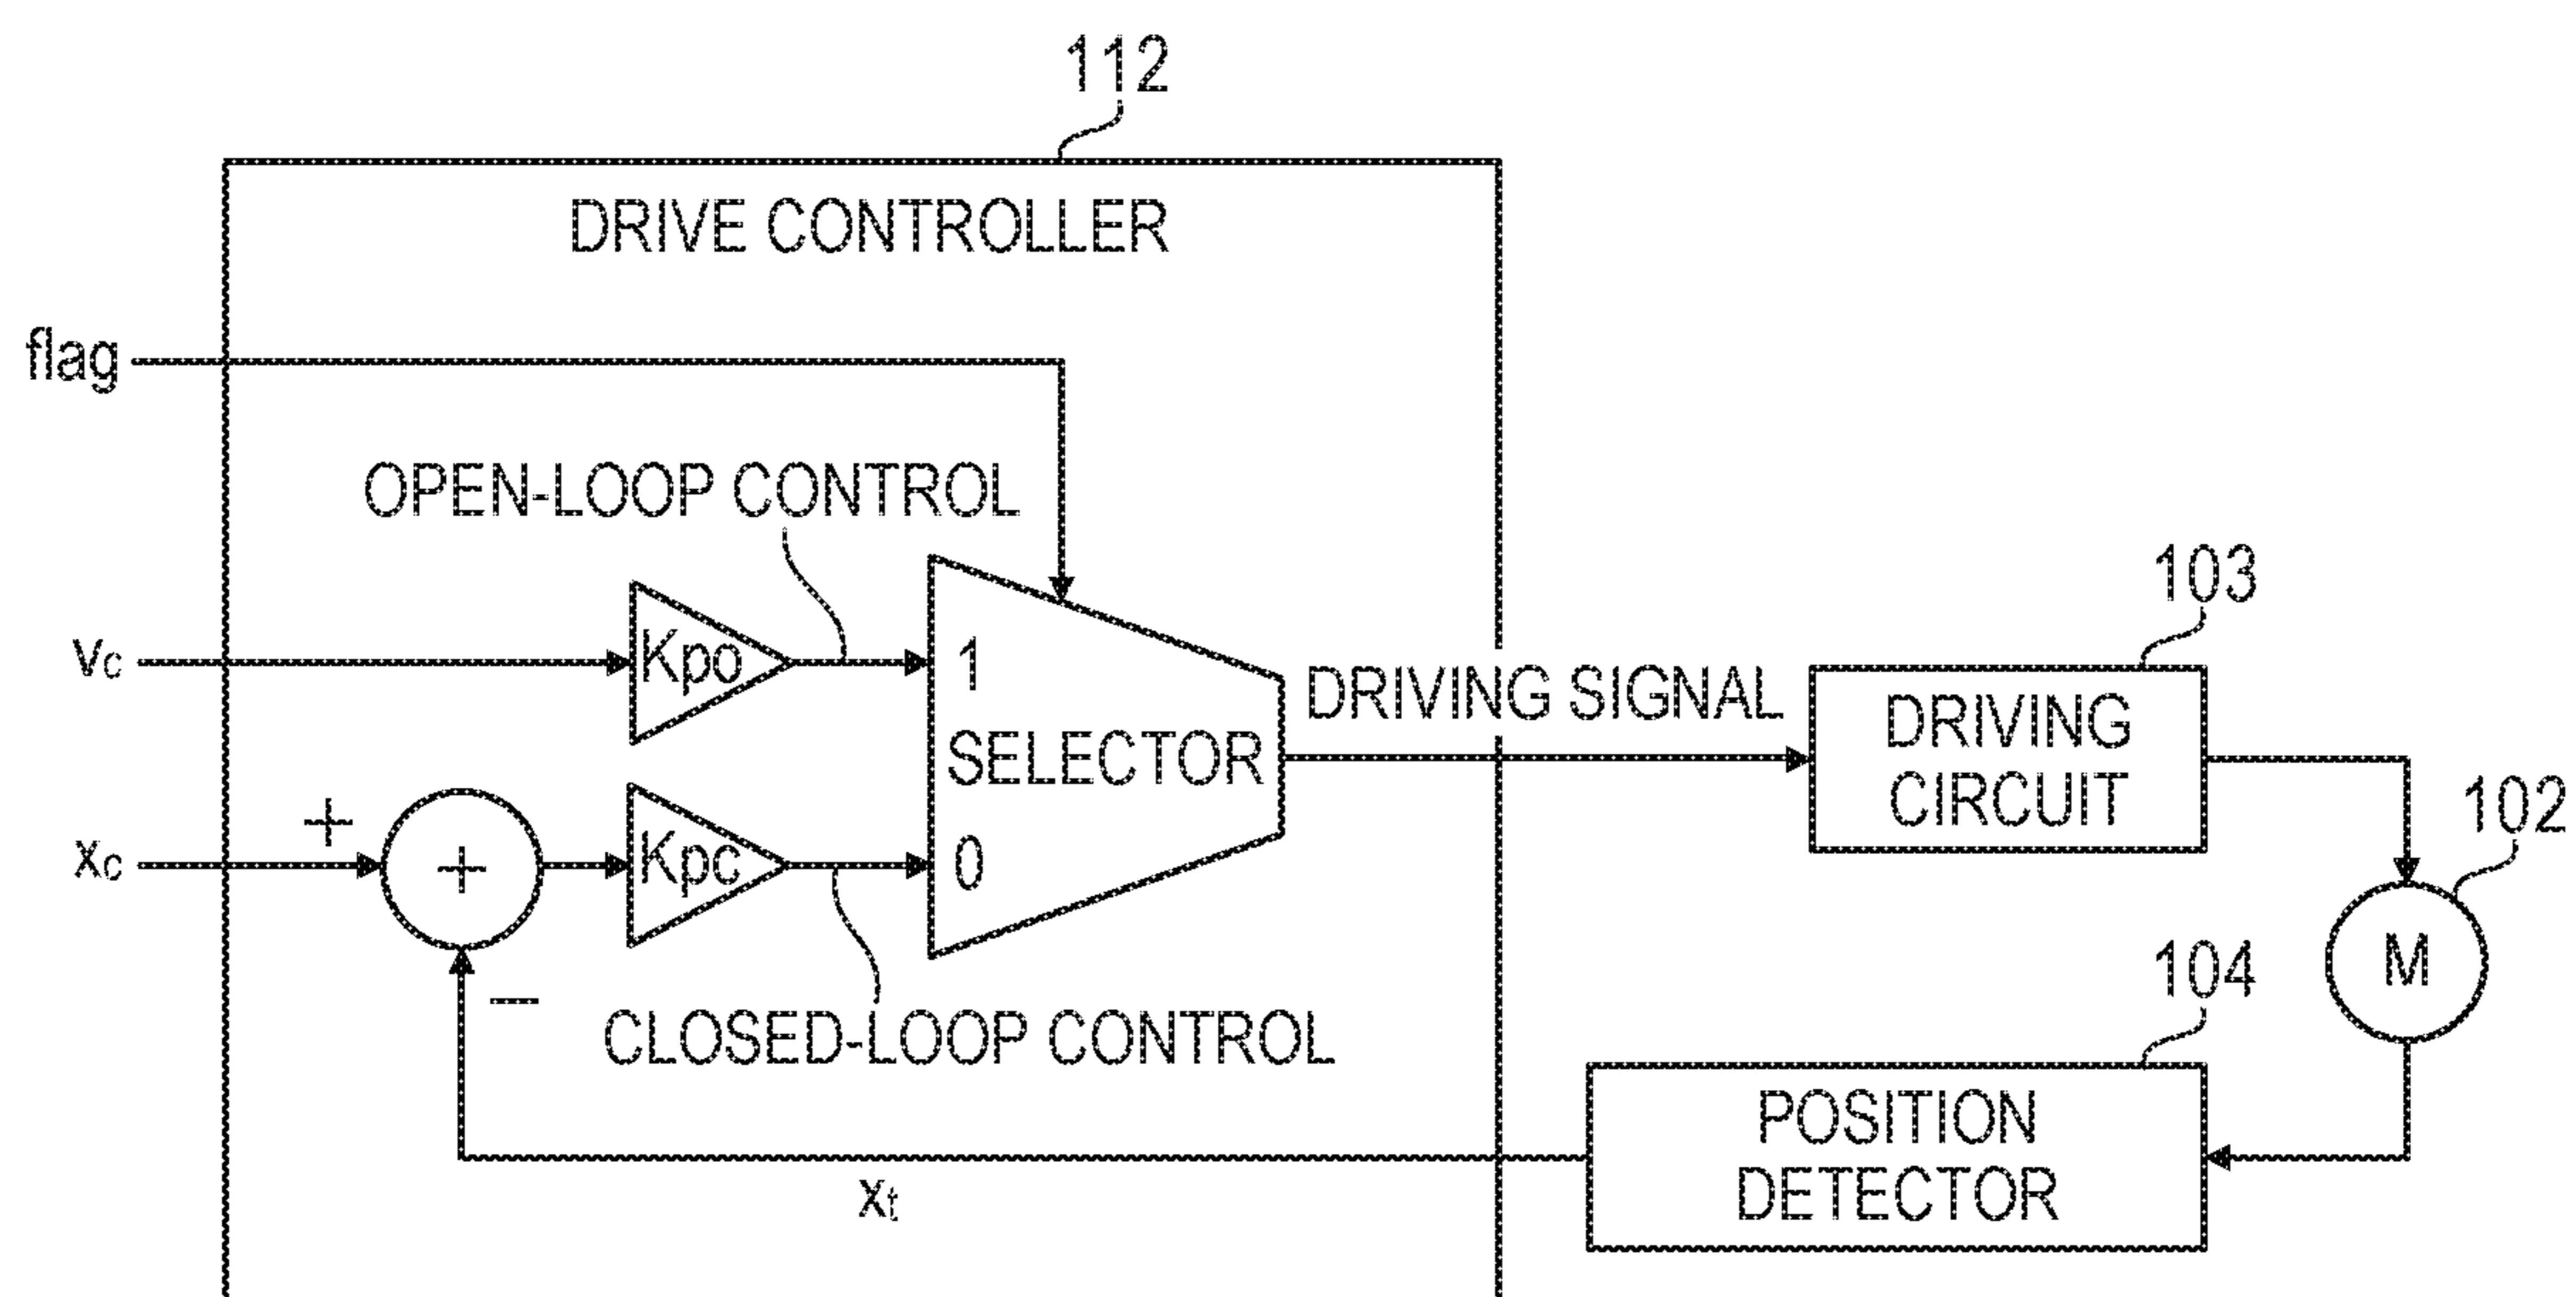 112
DRIVE CONTROLLER
flag
OPEN-LOOP CONTROL
103
vc
Kpo
1
DRIVING SIGNAL
DRIVING
CIRCUIT
SELECTOR
102
+
xc
+
Kpc
0
M
104
−
CLOSED-LOOP CONTROL
POSITION
DETECTOR
xt